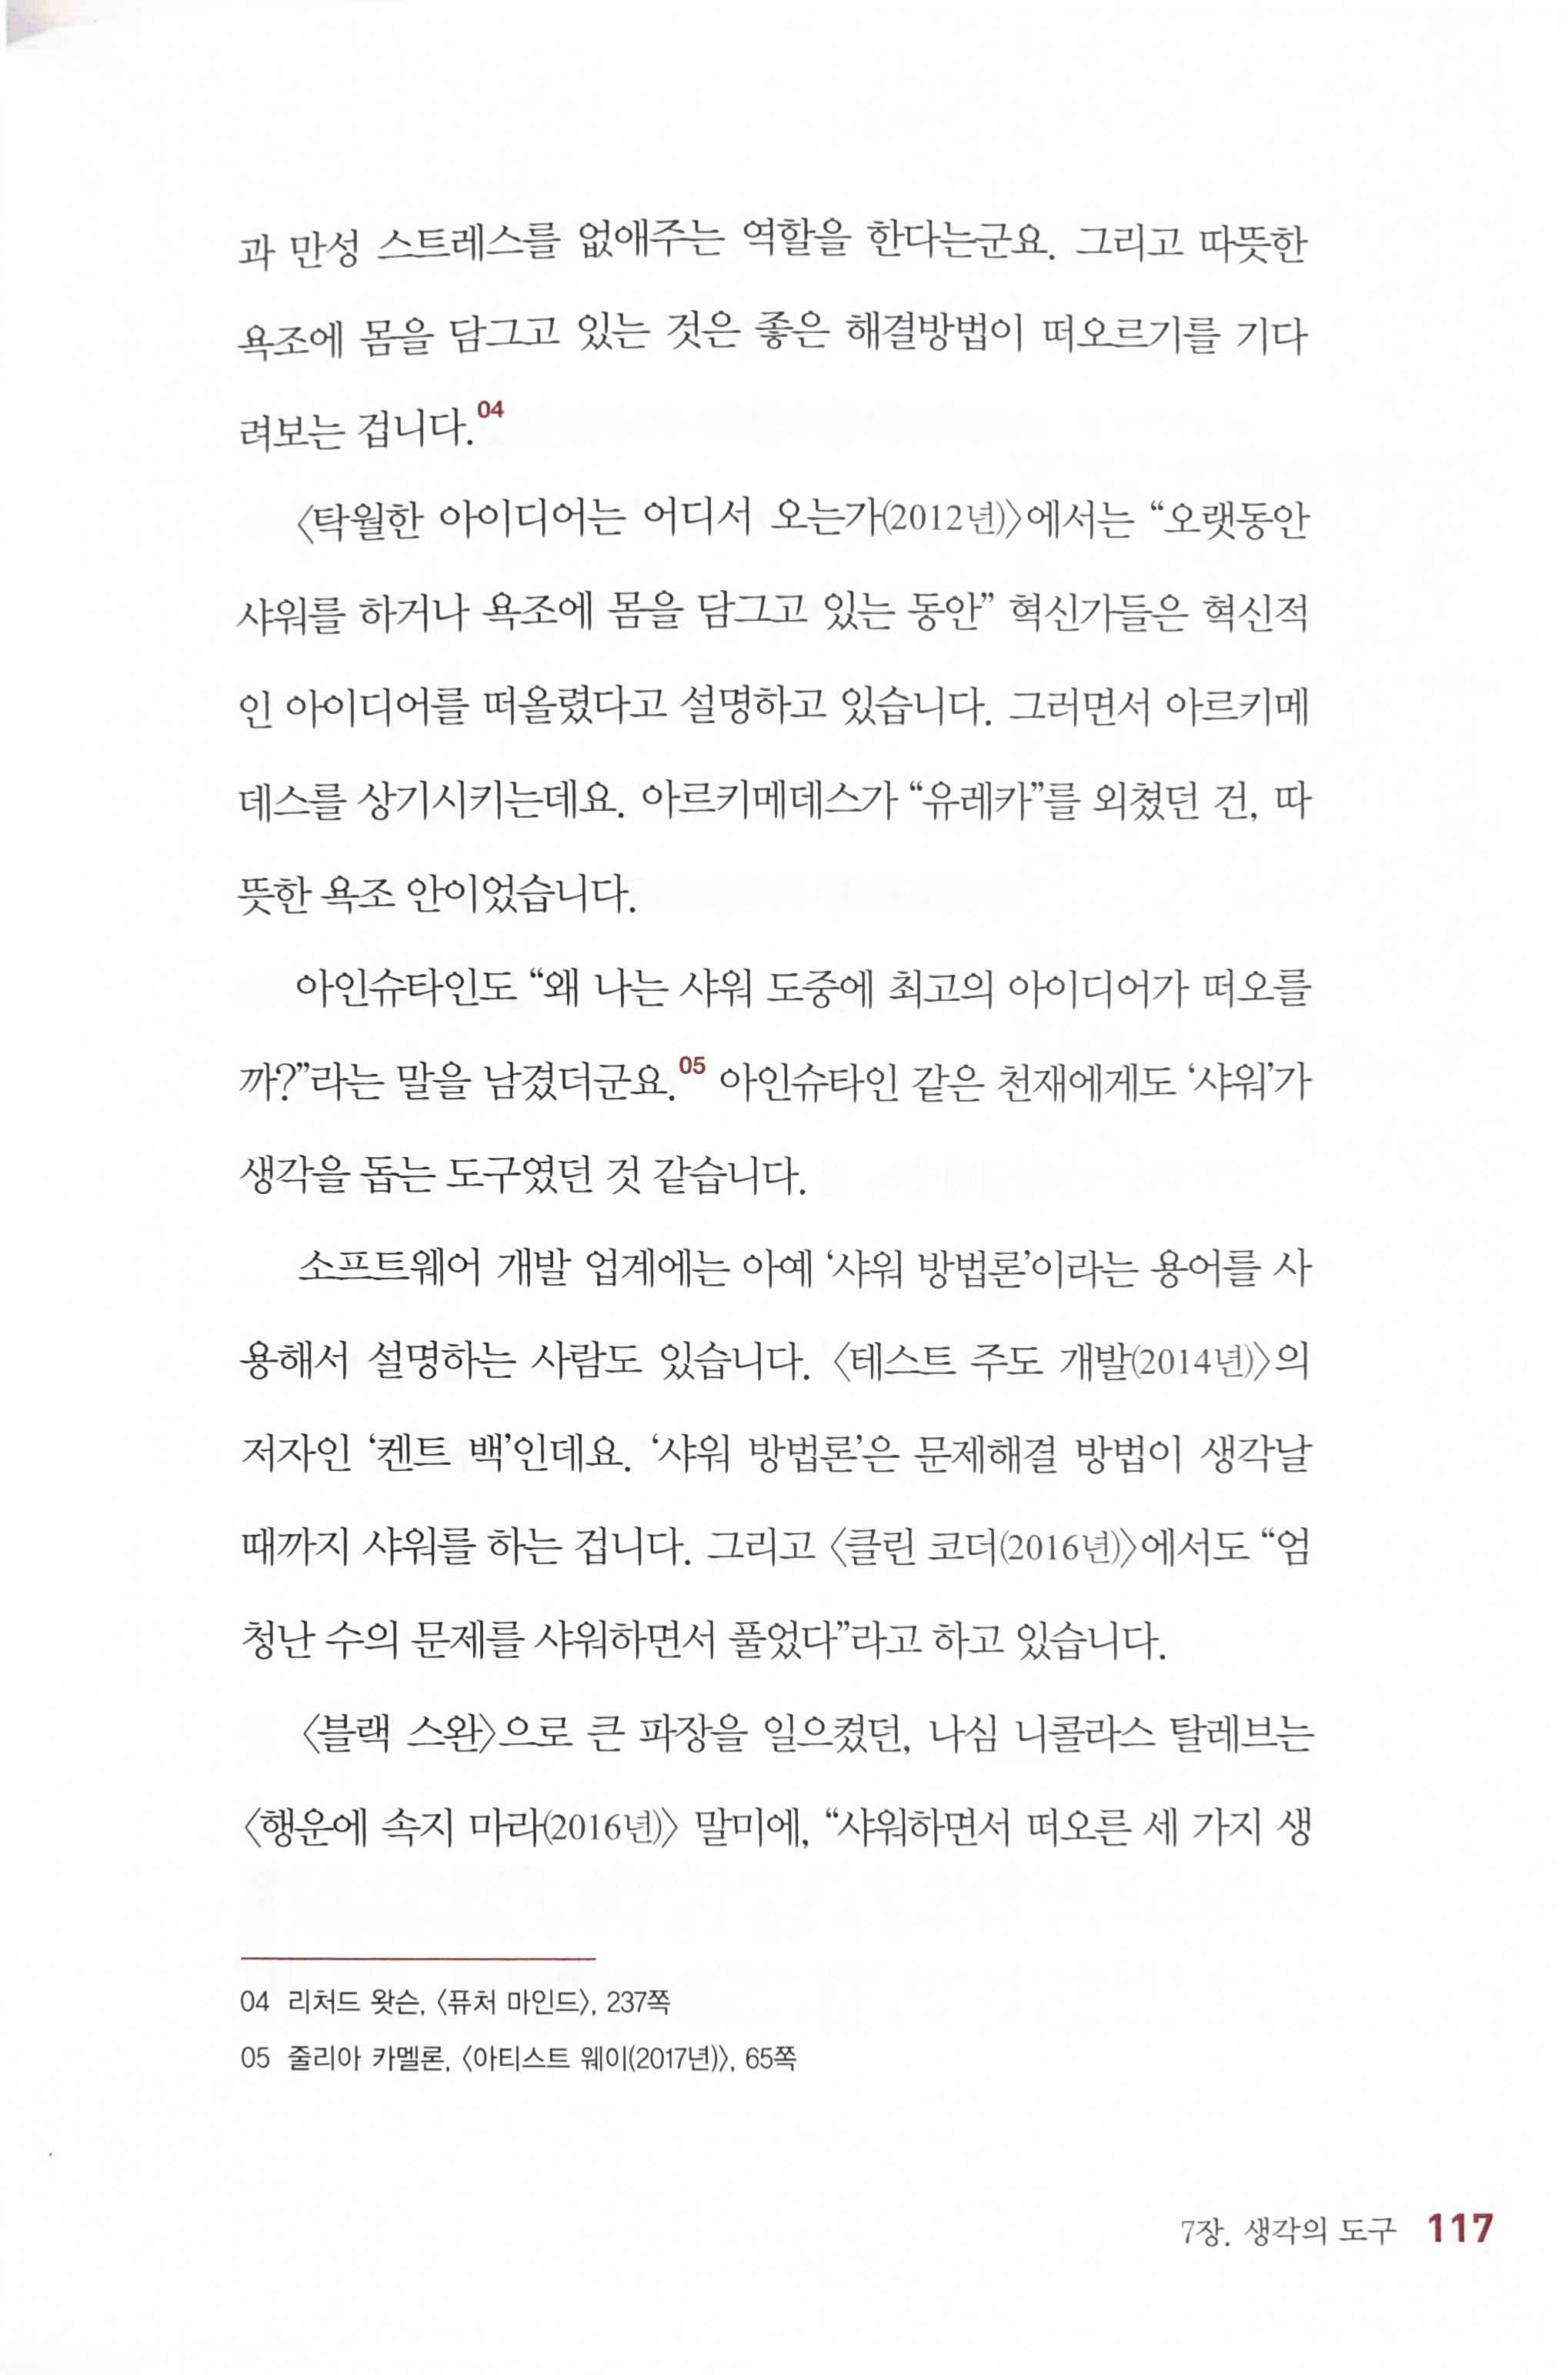 과 만성 스트레스를 없애주는 역할을 한다는군요. 그리고 따뜻한
욕조에 몸을 담그고 있는 것은 좋은 해결방법이 떠오르기를 기다
려보는 겁니다.04
〈탁월한 아이디어는 어디서 오는가(2012년)〉에서는 “오랫동안
샤워를 하거나 욕조에 몸을 담그고 있는 동안” 혁신가들은 혁신적
인 아이디어를 떠올렸다고 설명하고 있습니다. 그러면서 아르키메
데스를 상기시키는데요. 아르키메데스가 “유레카”를 외쳤던 건, 따
뜻한 욕조 안이었습니다.
아인슈타인도 “왜 나는 샤워 도중에 최고의 아이디어가 떠오를
까?”라는 말을 남겼더군요.05 아인슈타인 같은 천재에게도 ‘샤워’가
생각을 돕는 도구였던 것 같습니다.
소프트웨어 개발 업계에는 아예 ‘샤워 방법론’이라는 용어를 사
용해서 설명하는 사람도 있습니다. 〈테스트 주도 개발(2014년)〉의
저자인 ‘켄트 백’인데요. ‘샤워 방법론’은 문제해결 방법이 생각날
때까지 샤워를 하는 겁니다. 그리고 〈클린 코더(2016년)〉에서도 “엄
청난 수의 문제를 샤워하면서 풀었다”라고 하고 있습니다.
〈블랙 스완〉으로 큰 파장을 일으켰던, 나심 니콜라스 탈레브는
〈행운에 속지 마라(2016년)〉 말미에, “샤워하면서 떠오른 세 가지 생
04 리처드 왓슨, 〈퓨처 마인드〉, 237쪽
05 줄리아 카멜론, 〈아티스트 웨이(2017년)〉, 65쪽
7장. 생각의 도구 117